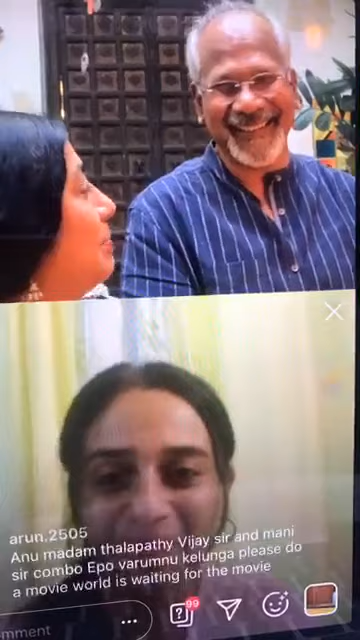 arun.2505
Anu madam thalapathy Vijay sir and mani
sir combo Epo varumnu kelunga please do
a movie world is waiting for the movie
mment
99